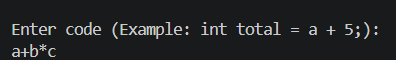 Enter code (Example: int total = a + 5;):
a+b*c